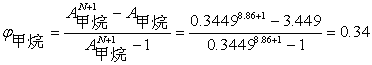 φ甲烷 = (A甲烷^(N+1) − A甲烷) / (A甲烷^(N+1) − 1) = (0.3449^(8.86+1) − 3.449) / (0.3449^(8.86+1) − 1) = 0.34